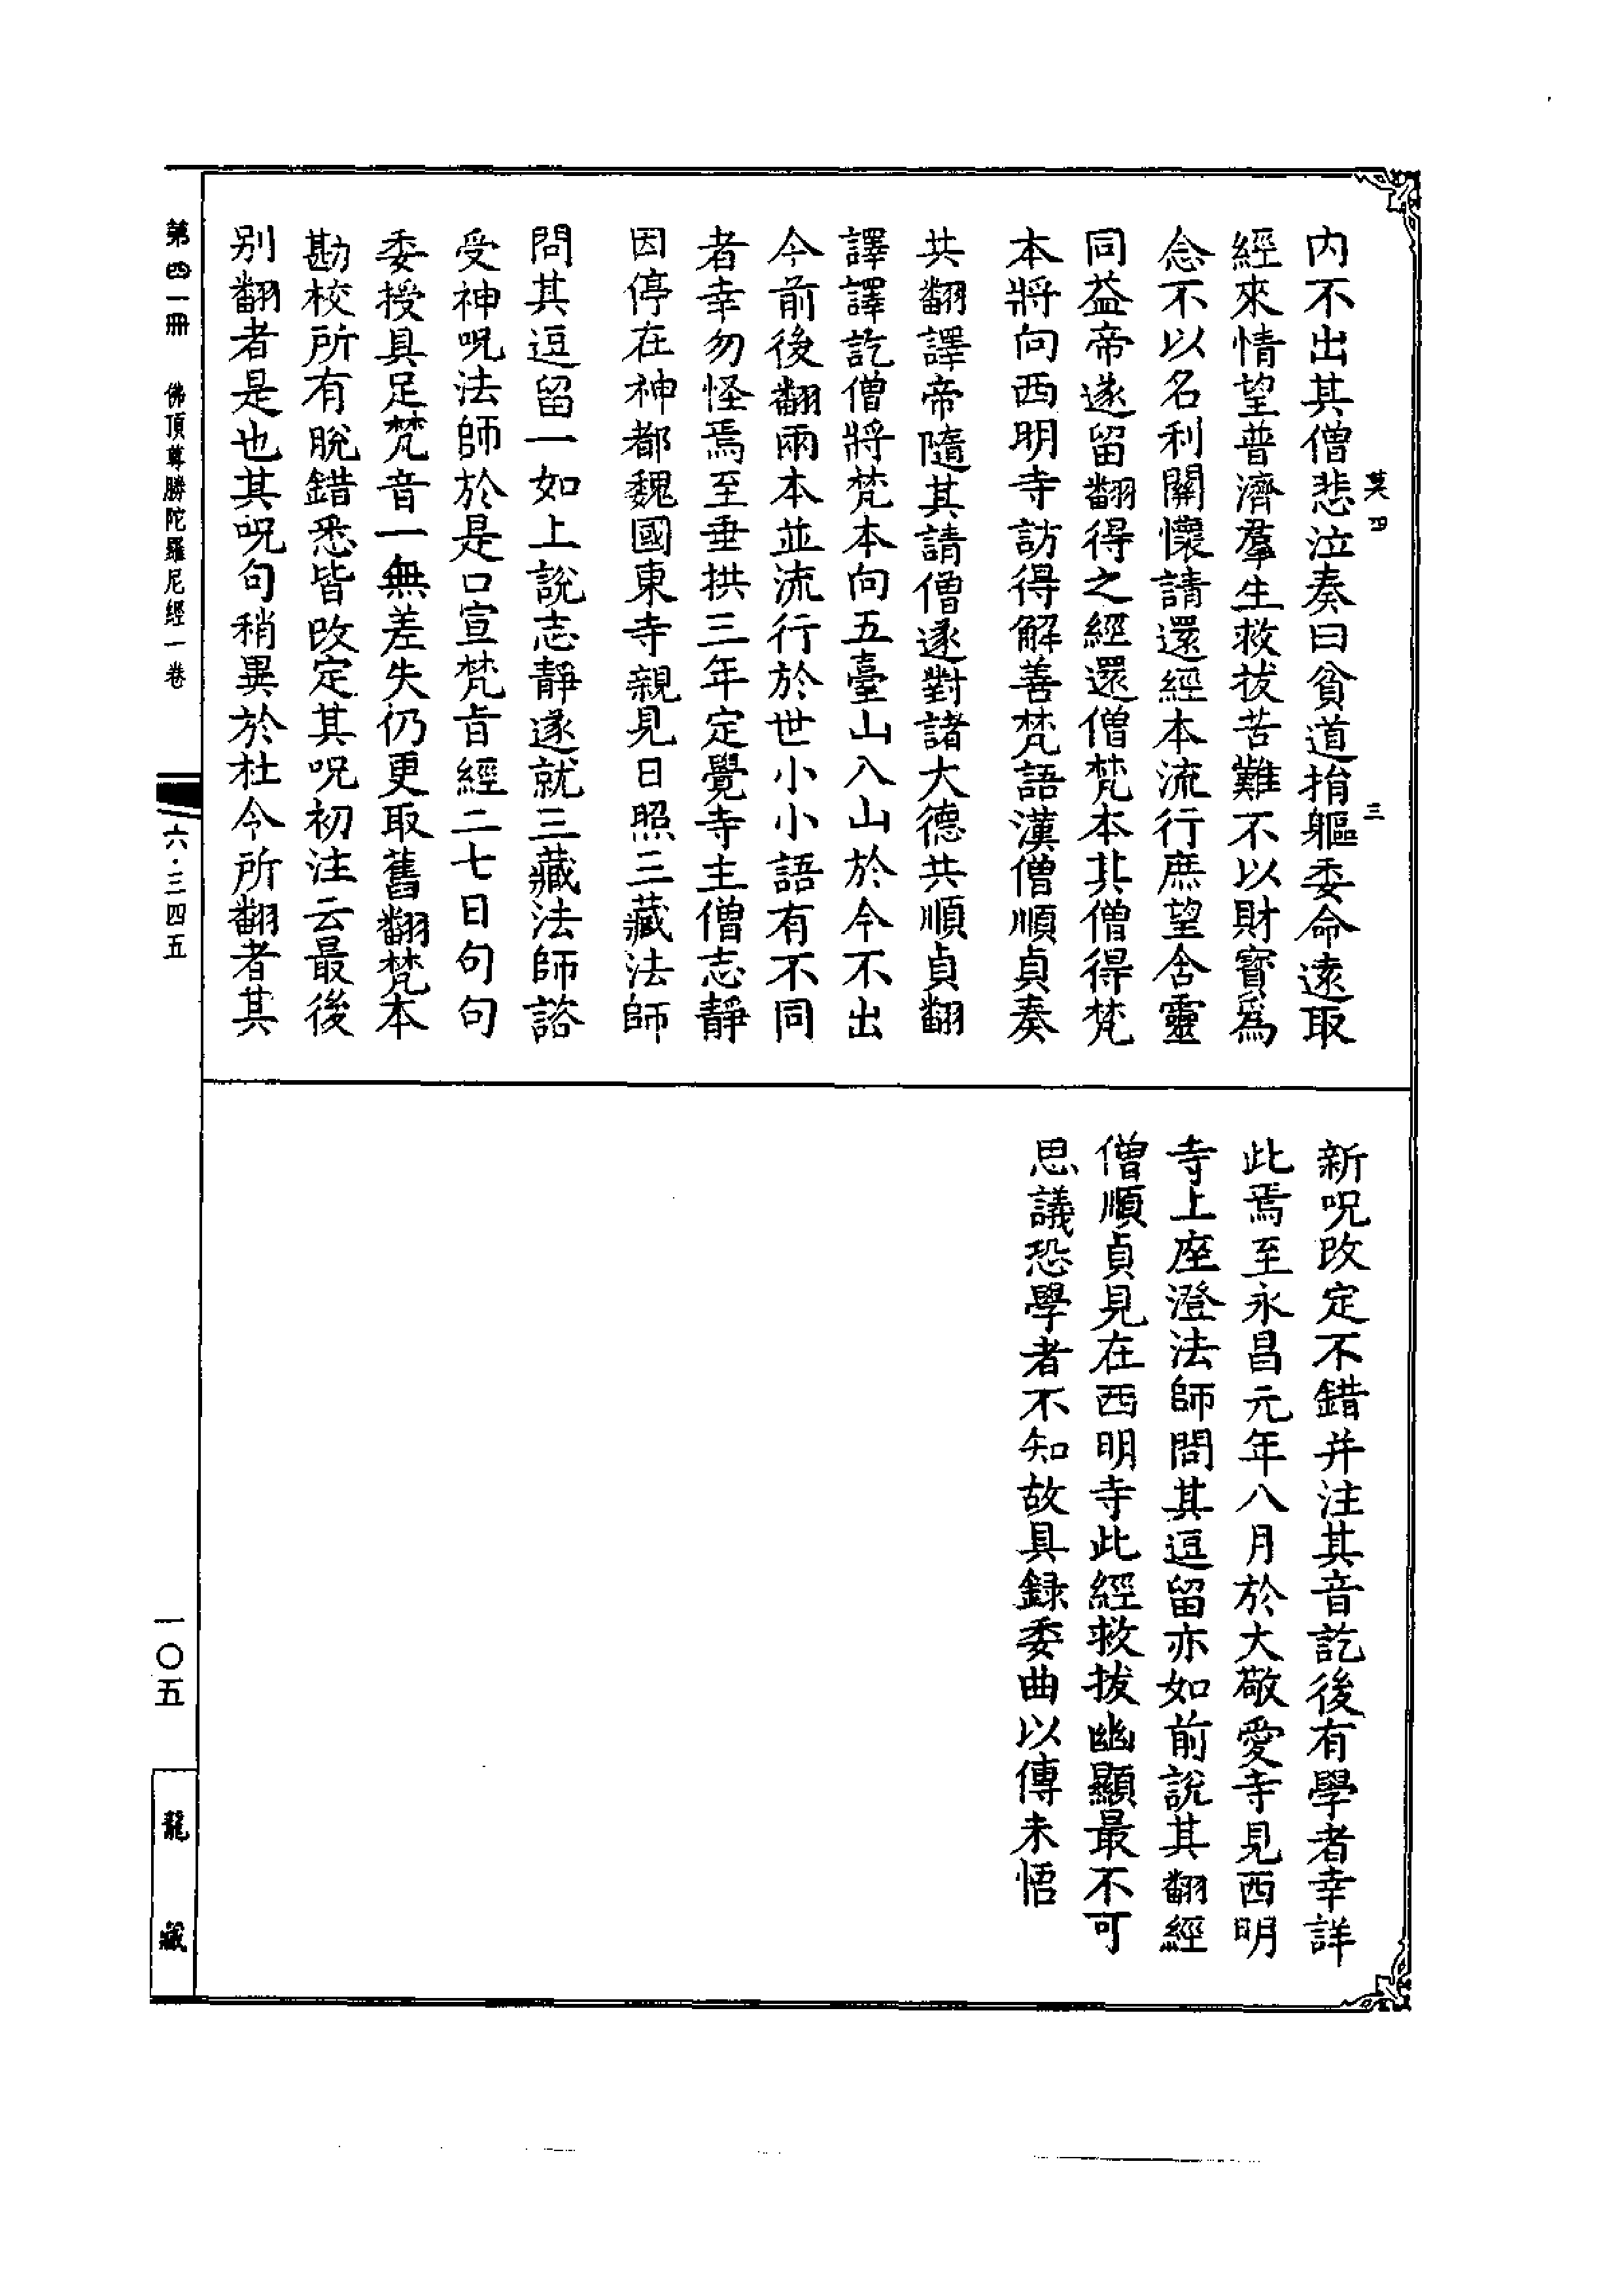 莫四
三
内不出其僧悲泣奏曰貧道捐軀委命遠取
經來情望普濟羣生救拔苦難不以財寳爲
念不以名利關懷請還經本流行庶望含靈
同益帝遂留翻得之經還僧梵本其僧得梵
本將向西明寺訪得解善梵語漢僧順貞奏
共翻譯帝隨其請僧遂對諸大德共順貞翻
譯譯訖僧將梵本向五臺山入山於今不出
今前後翻兩本並流行於世小小語有不同
者幸勿怪焉至垂拱三年定覺寺主僧志靜
因停在神都魏國東寺親見日照三藏法師
問其逗留一如上說志靜遂就三藏法師諮
受神呪法師於是口宣梵旨經二七日句句
委授具足梵音一無差失仍更取舊翻梵本
勘校所有脫錯悉皆改定其呪初注云最後
别翻者是也其呪句稍異於杜令所翻者其
新呪改定不錯并注其音訖後有學者幸詳
此焉至永昌元年八月於大敬愛寺見西明
寺上座澄法師問其逗留亦如前說其翻經
僧順貞見在西明寺此經救拔幽顯最不可
思議恐學者不知故具録委曲以傳未悟
第四一冊 佛頂尊勝陀羅尼經一卷
六·三四五
一〇五
龍藏